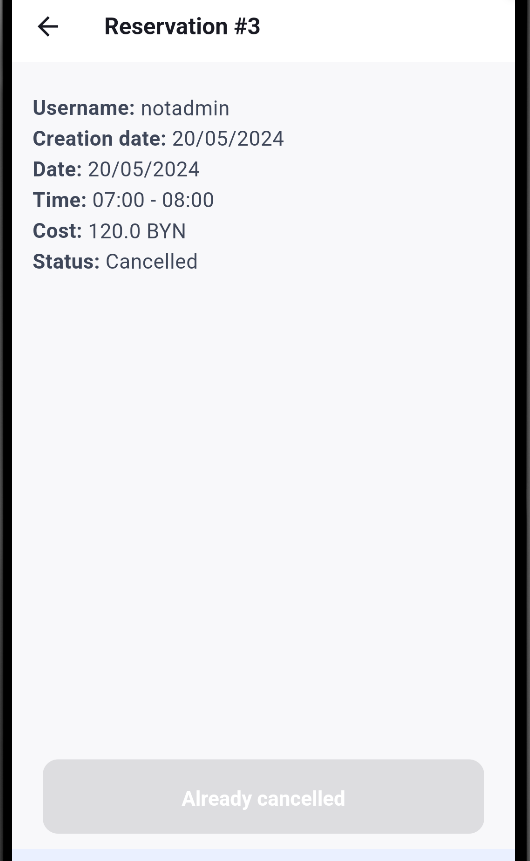 Reservation #3
Username: notadmin
Creation date: 20/05/2024
Date: 20/05/2024
Time: 07:00 - 08:00
Cost: 120.0 BYN
Status: Cancelled
Already cancelled